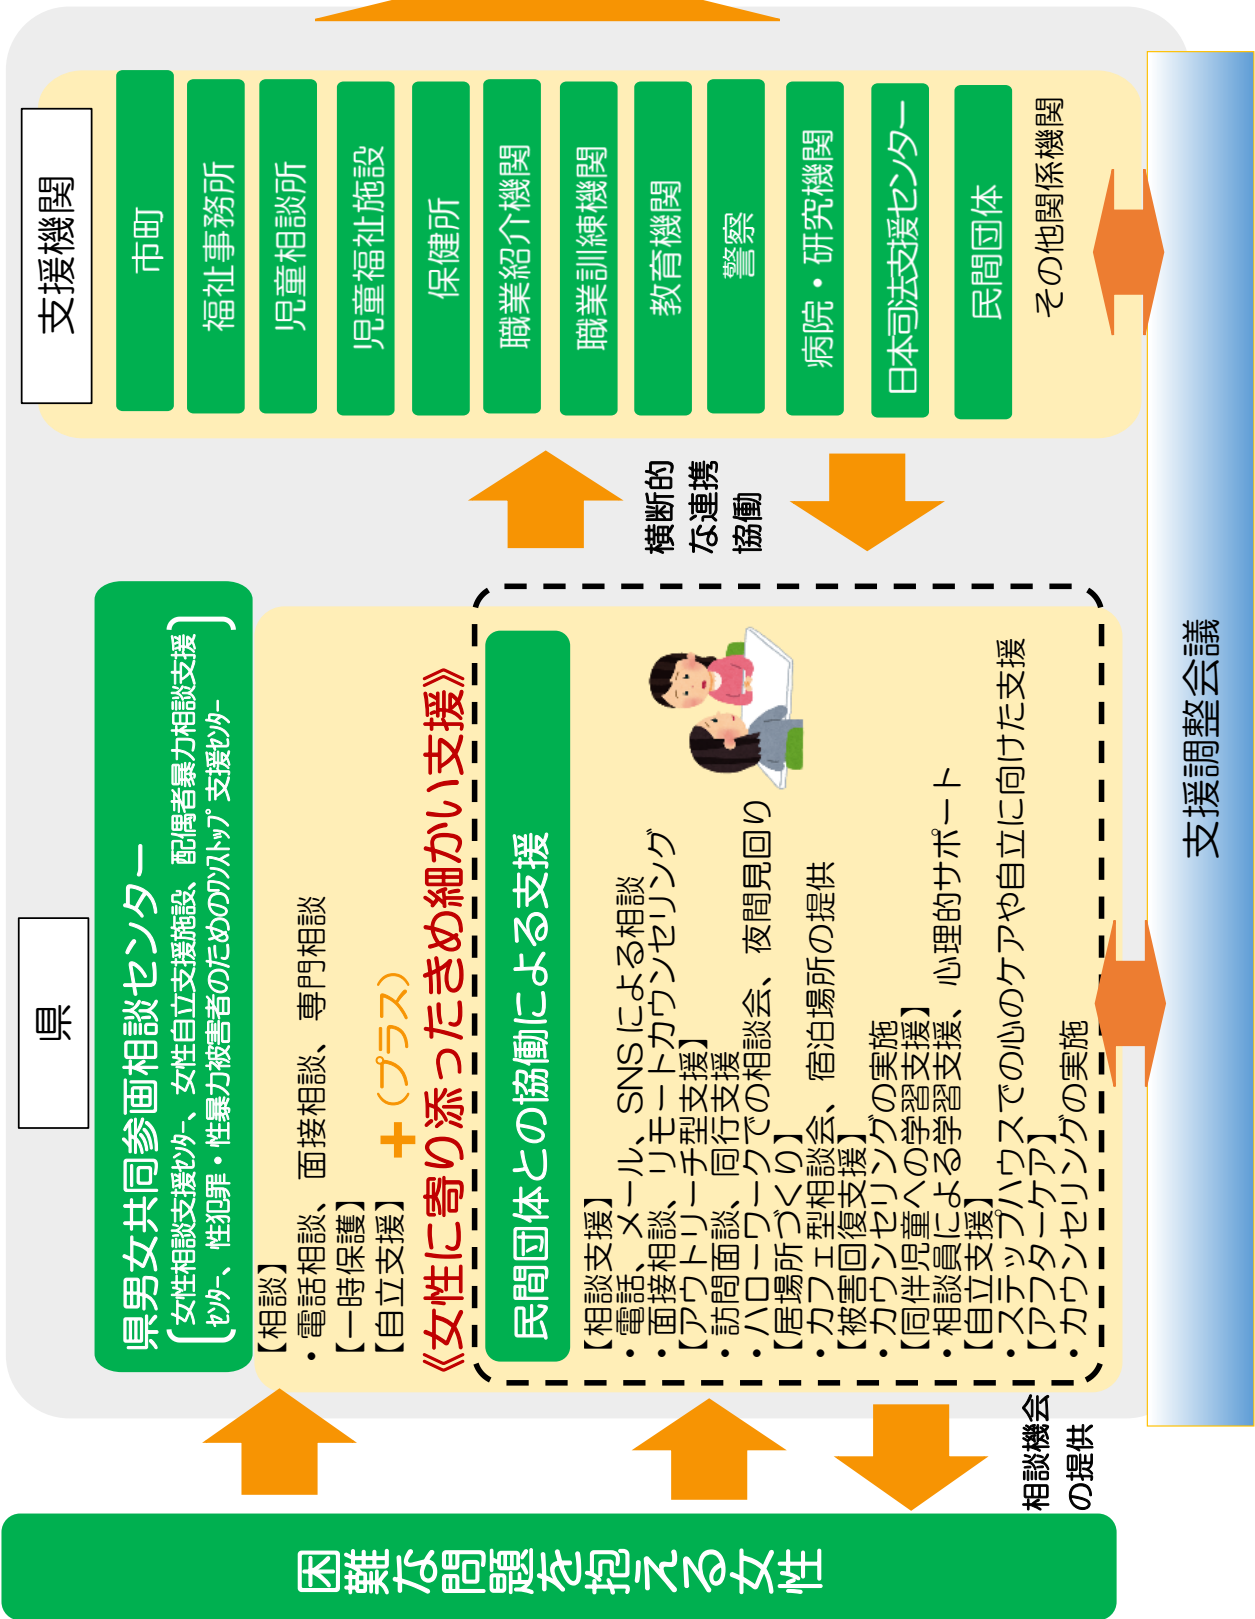 困難な問題を抱える女性
相談機会
の提供
県
県男女共同参画相談センター
女性相談支援ｾﾝﾀｰ、女性自立支援施設、配偶者暴力相談支援
ｾﾝﾀｰ、性犯罪・性暴力被害者のためのﾜﾝｽﾄｯﾌﾟ支援ｾﾝﾀｰ
【相談】
・電話相談、面接相談、専門相談
【一時保護】
【自立支援】
＋（プラス）
《女性に寄り添ったきめ細かい支援》
民間団体との協働による支援
【相談支援】
・電話、メール、SNSによる相談
・面接相談、リモートカウンセリング
【アウトリーチ型支援】
・訪問面談、同行支援
・ハローワークでの相談会、夜間見回り
【居場所づくり】
・カフェ型相談会、宿泊場所の提供
【被害回復支援】
・カウンセリングの実施
【同伴児童への学習支援】
・相談員による学習支援、心理的サポート
【自立支援】
・ステップハウスでの心のケアや自立に向けた支援
【アフターケア】
・カウンセリングの実施
横断的
な連携
協働
支援機関
市町
福祉事務所
児童相談所
児童福祉施設
保健所
職業紹介機関
職業訓練機関
教育機関
警察
病院・研究機関
日本司法支援センター
民間団体
その他関係機関
支援調整会議